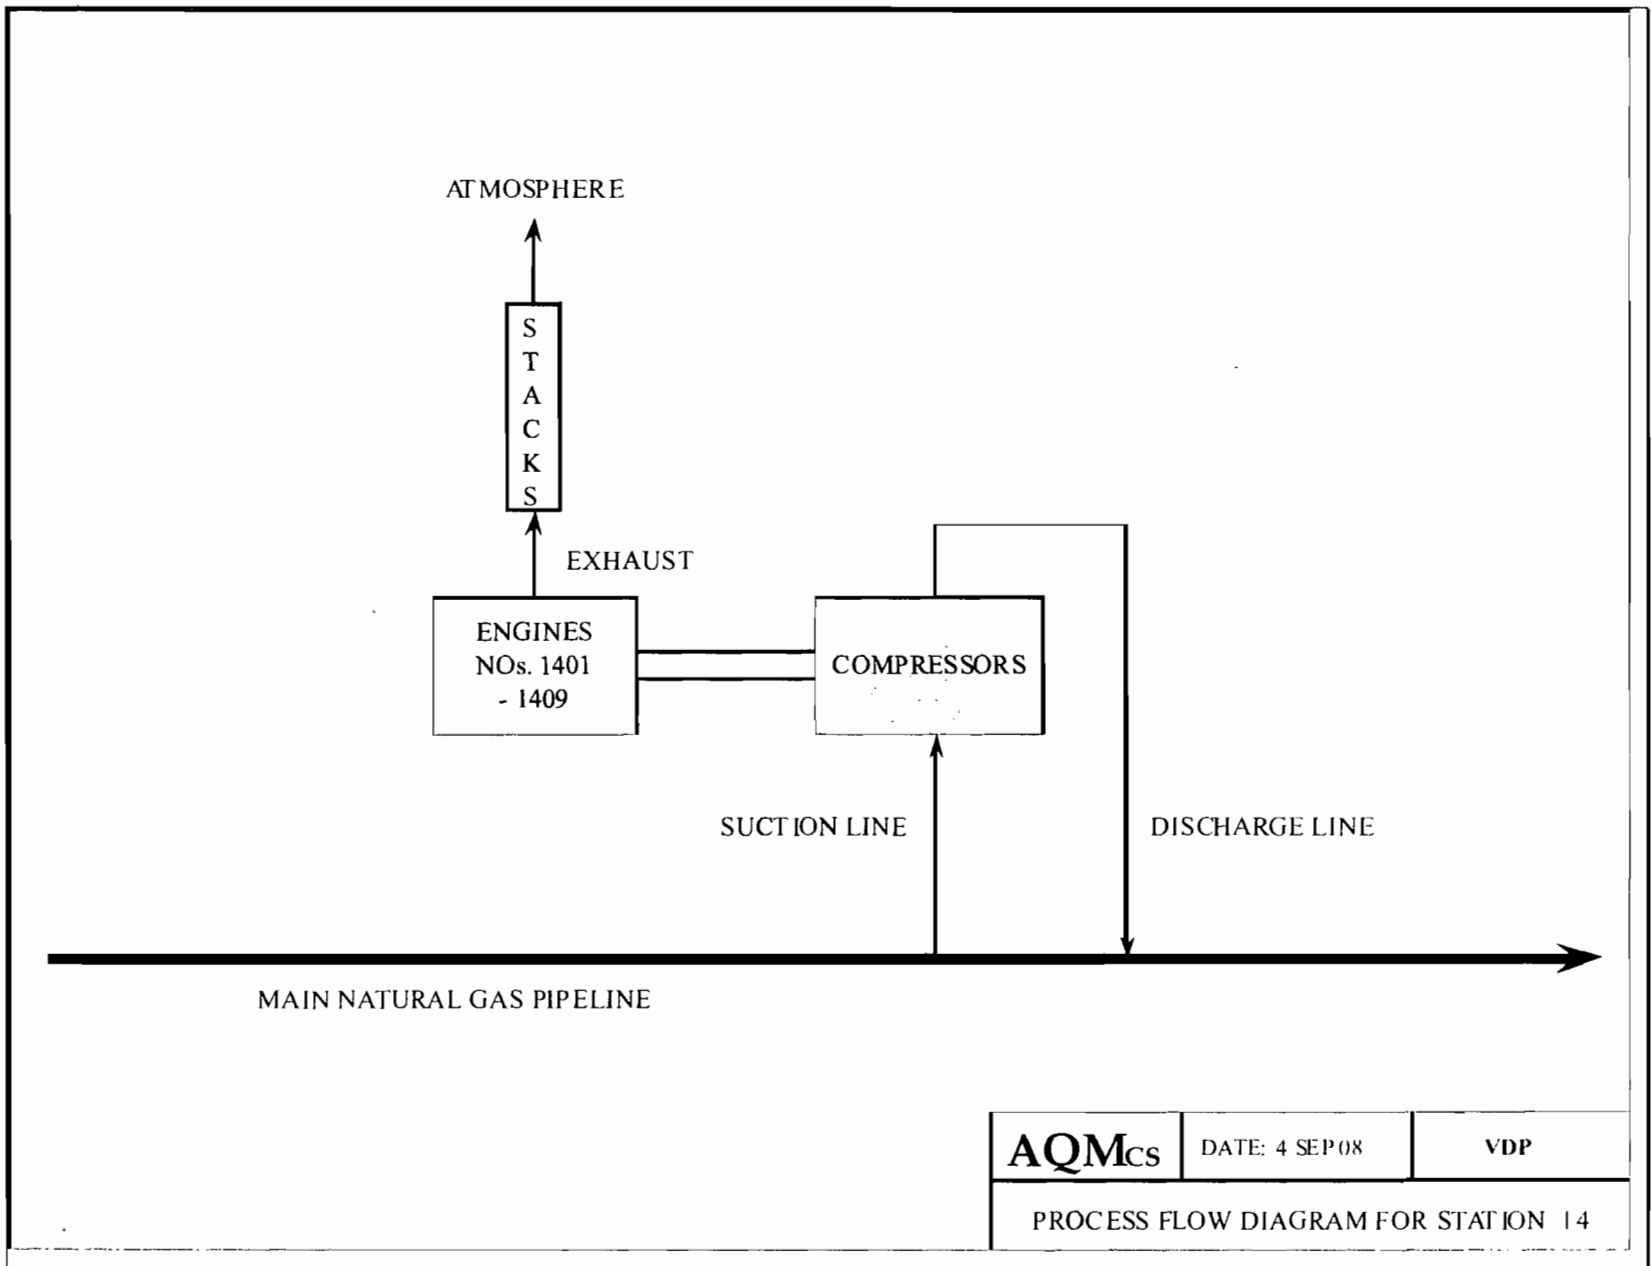 ATMOSPHERE
S
T
A
C
K
S
EXHAUST
ENGINES
NOs. 1401
- 1409
COMPRESSORS
SUCTION LINE
DISCHARGE LINE
MAIN NATURAL GAS PIPELINE
AQMCS
DATE: 4 SEP 08
VDP
PROCESS FLOW DIAGRAM FOR STATION 14